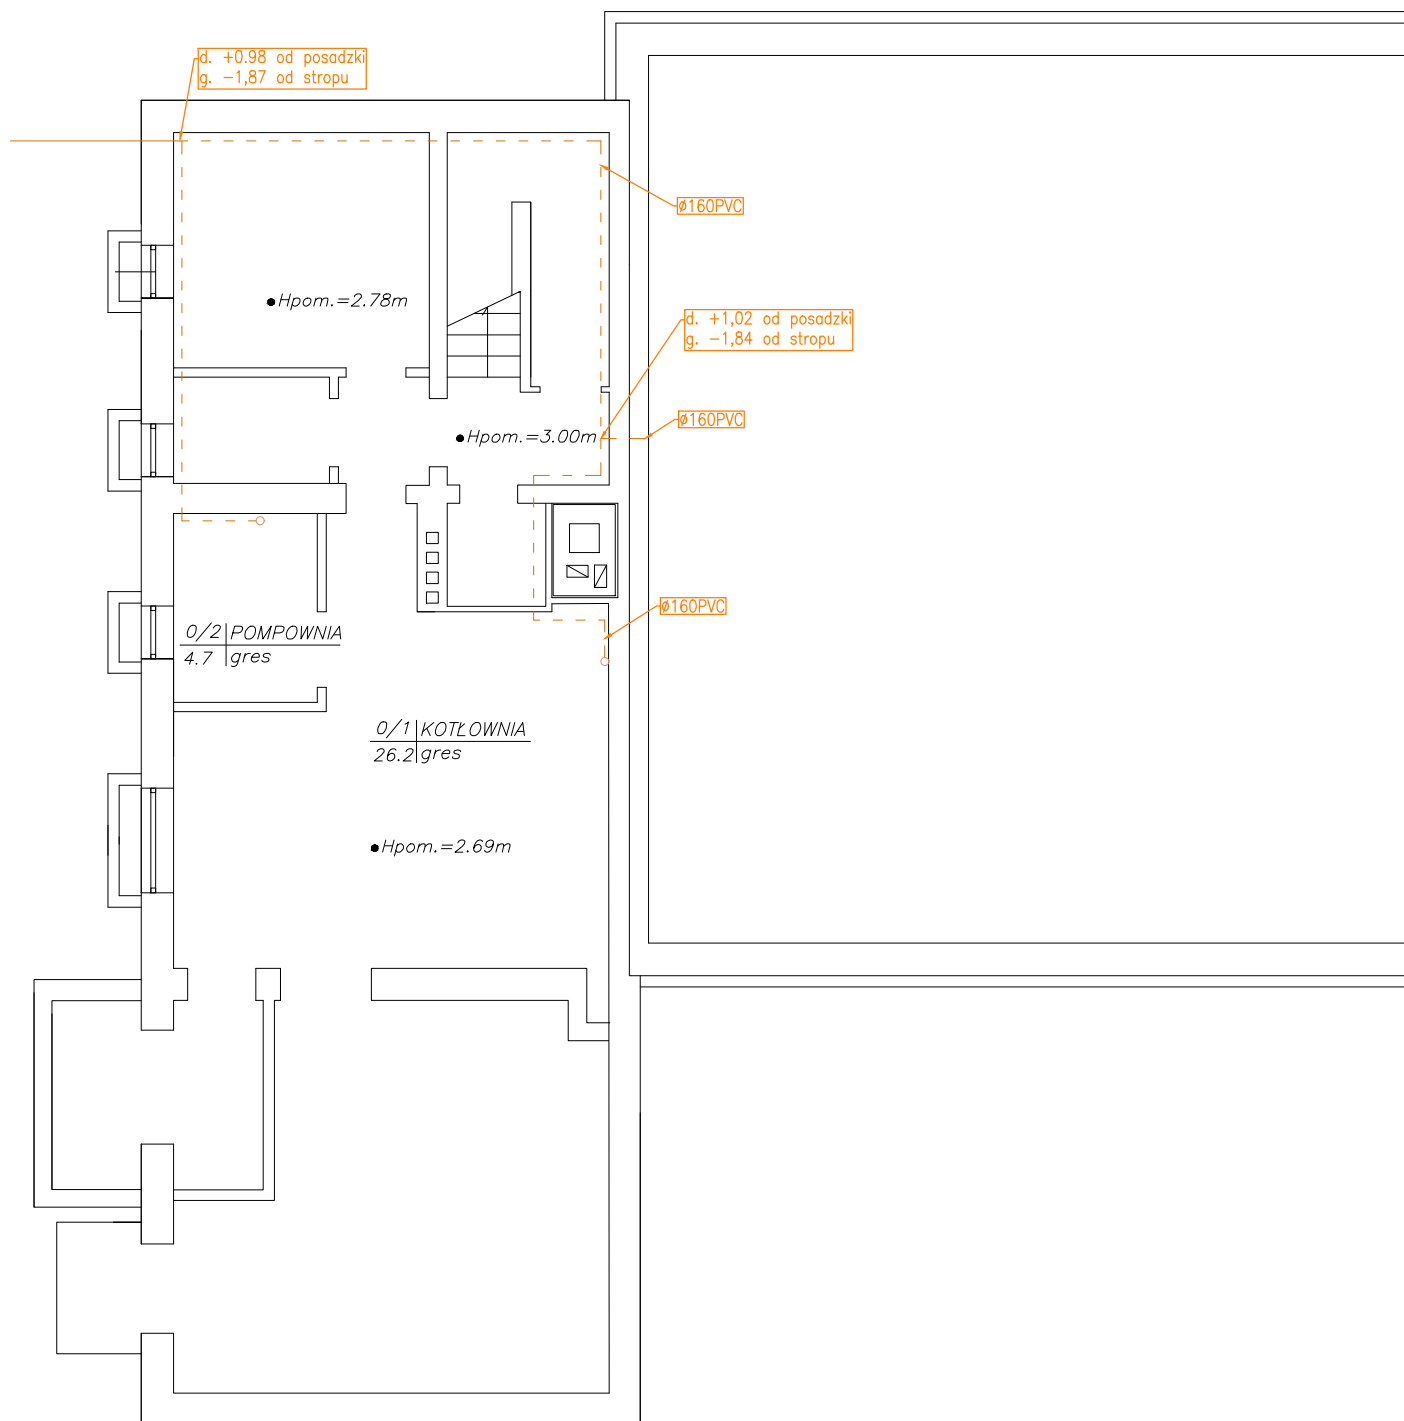 d. +0.98 od posadzki
g. -1,87 od stropu
ø160PVC
Hpom.=2.78m
d. +1,02 od posadzki
g. -1,84 od stropu
ø160PVC
Hpom.=3.00m
ø160PVC
0/2 POMPOWNIA
4.7 gres
0/1 KOTŁOWNIA
26.2 gres
Hpom.=2.69m